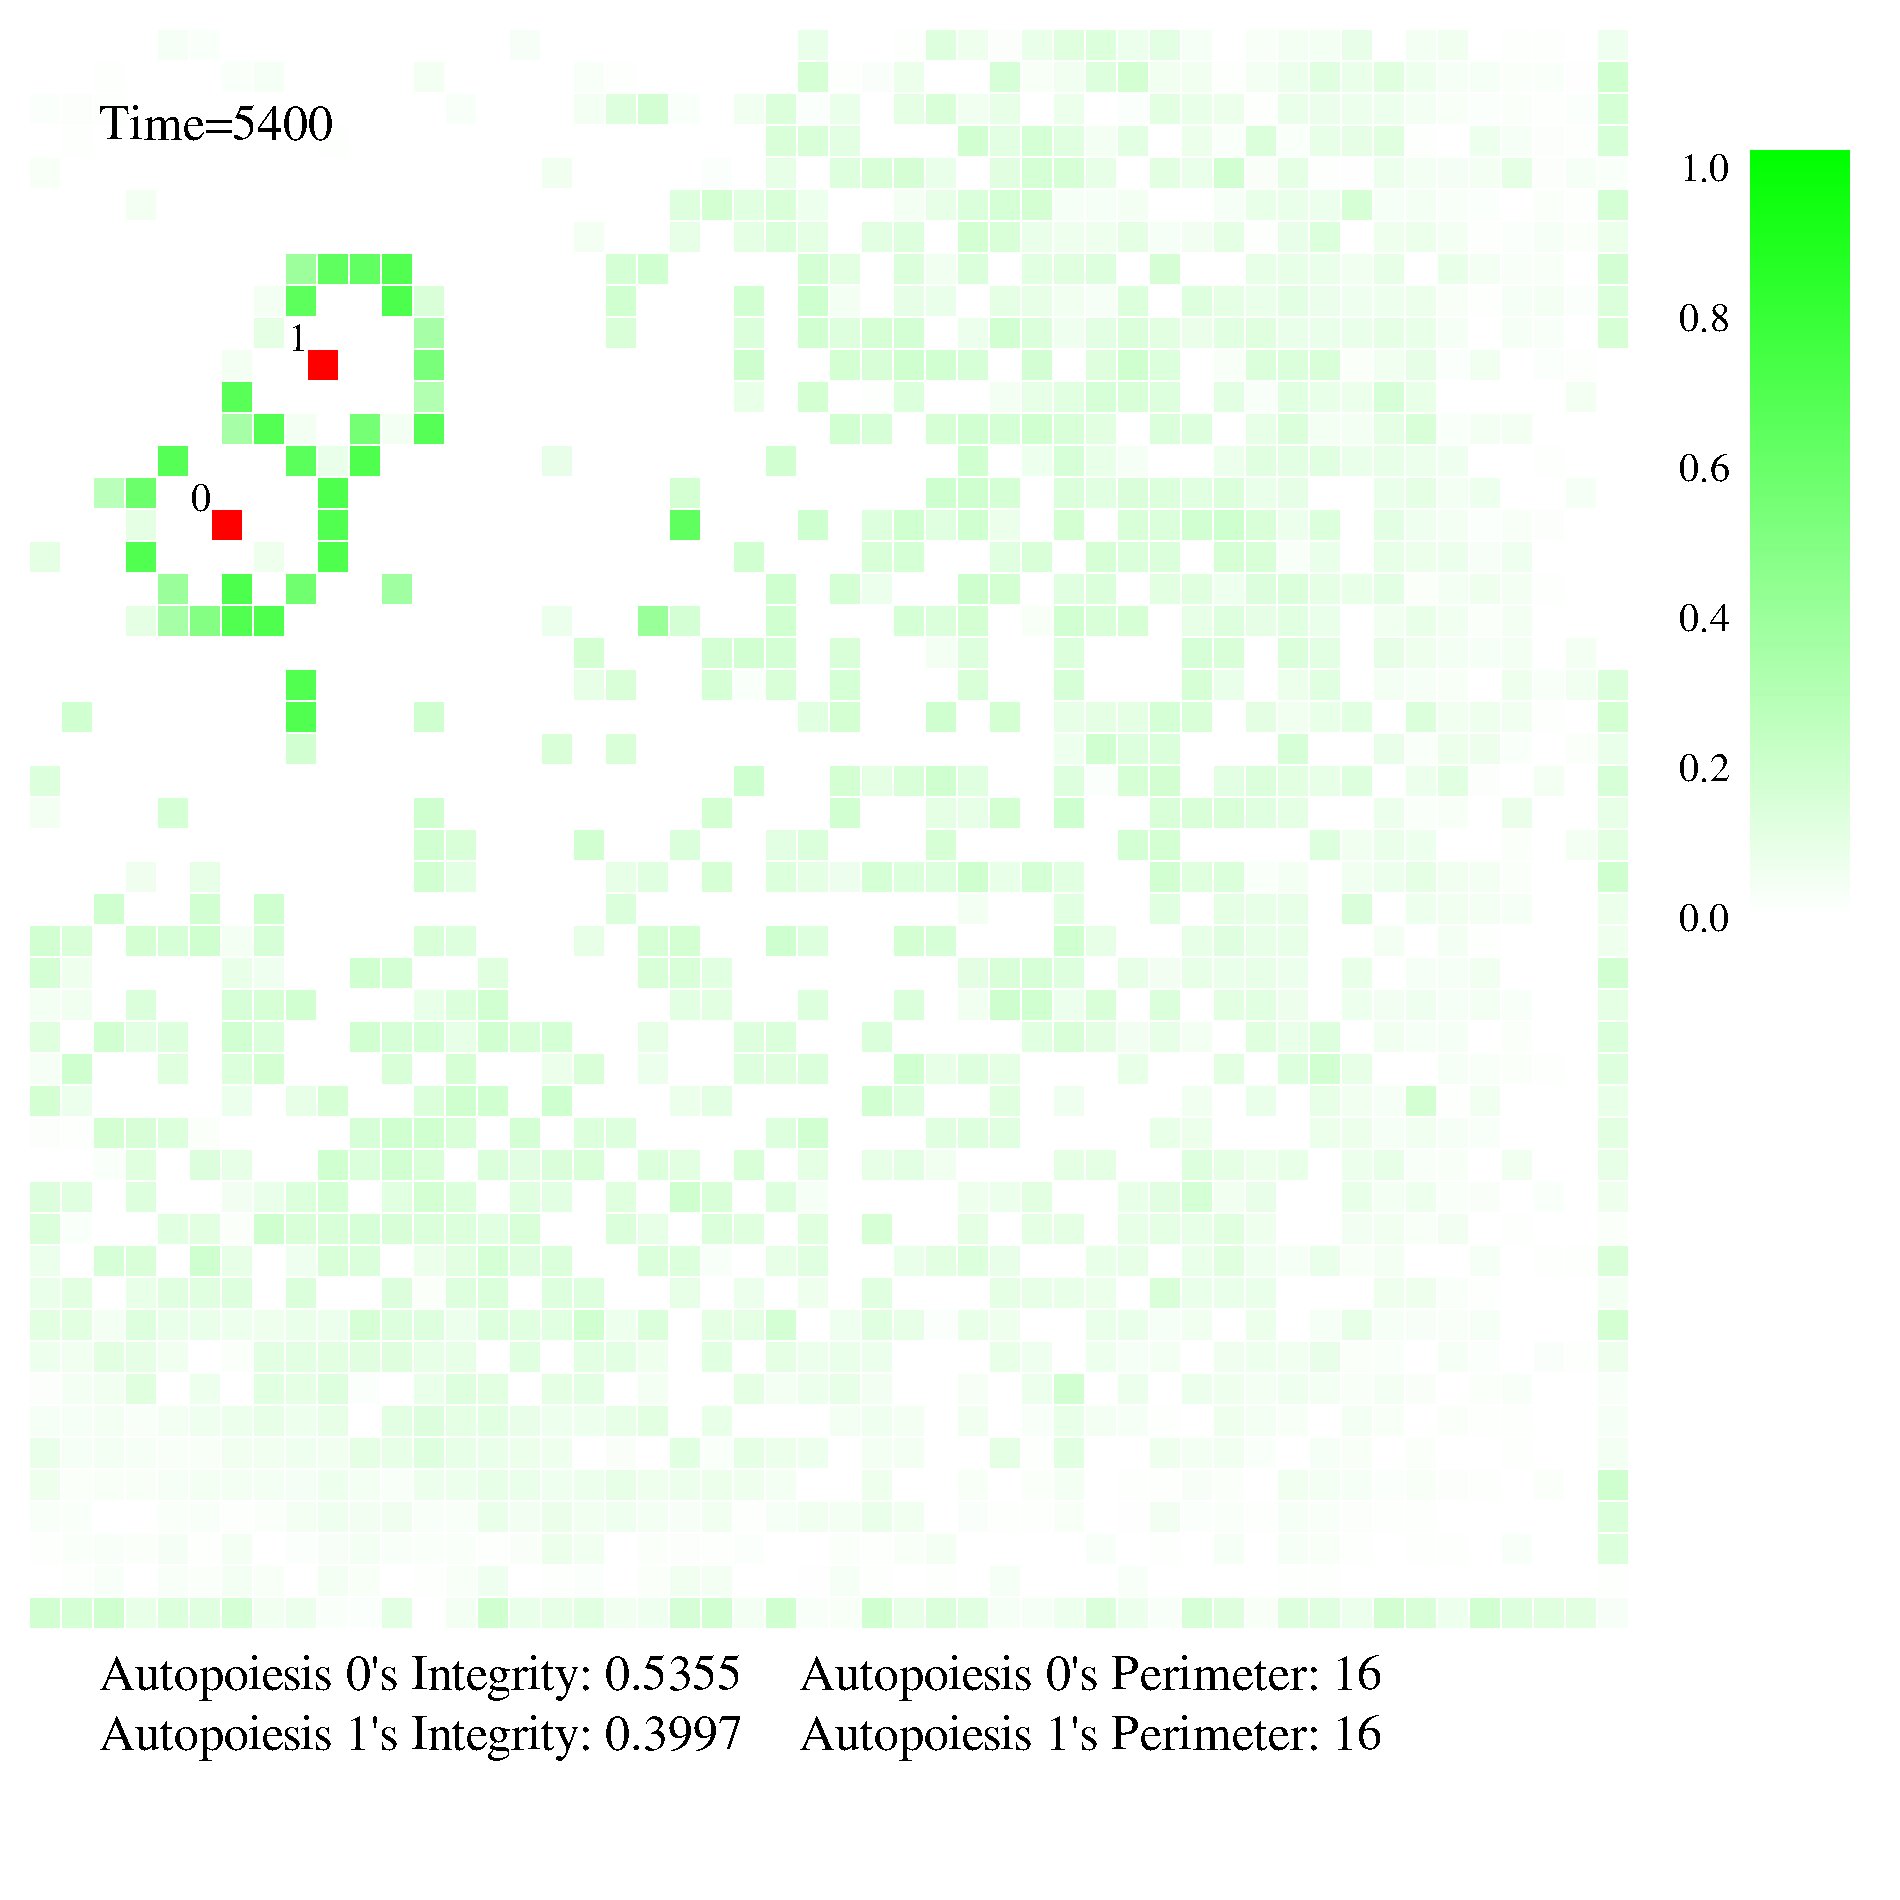 Time=5400
1.0
0.8
1
0.6
0
0.4
0.2
0.0
Autopoiesis 0's Integrity: 0.5355 Autopoiesis 0's Perimeter: 16
Autopoiesis 1's Integrity: 0.3997 Autopoiesis 1's Perimeter: 16